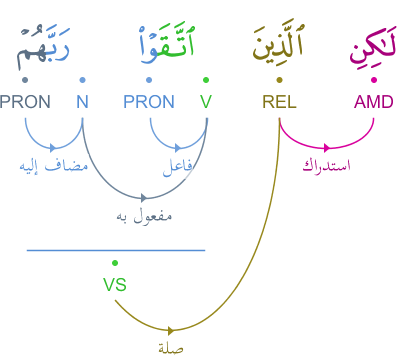 لَٰكِنِ ٱلَّذِينَ ٱتَّقَوْا۟ رَبَّهُمْ
AMD REL V PRON N PRON
استدراك فاعل مضاف إليه
مفعول به
VS
صلة